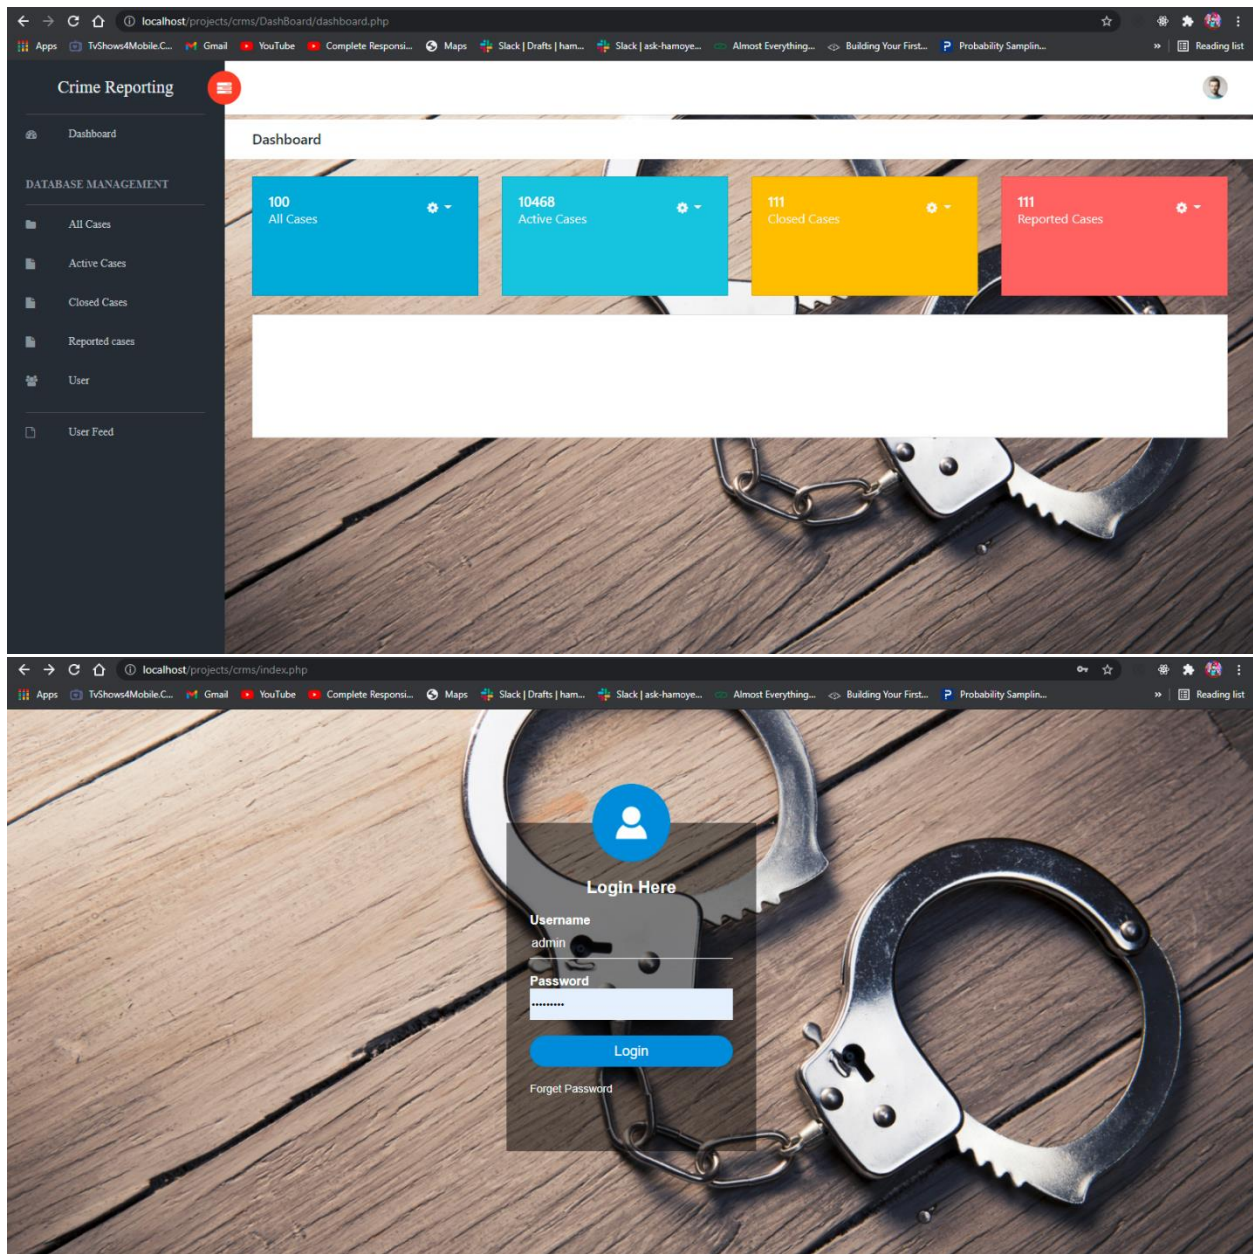 localhost/projects/crms/DashBoard/dashboard.php
Apps TvShows4Mobile.C... Gmail YouTube Complete Responsi... Maps Slack | Drafts | ham... Slack | ask-hamoye... Almost Everything... Building Your First... Probability Samplin... » Reading list
Crime Reporting
Dashboard
Dashboard
DATABASE MANAGEMENT
All Cases
Active Cases
Closed Cases
Reported cases
User
User Feed
100
All Cases
10468
Active Cases
111
Closed Cases
111
Reported Cases
localhost/projects/crms/index.php
Apps TvShows4Mobile.C... Gmail YouTube Complete Responsi... Maps Slack | Drafts | ham... Slack | ask-hamoye... Almost Everything... Building Your First... Probability Samplin... » Reading list
Login Here
Username
admin
Password
•••••••••
Login
Forget Password